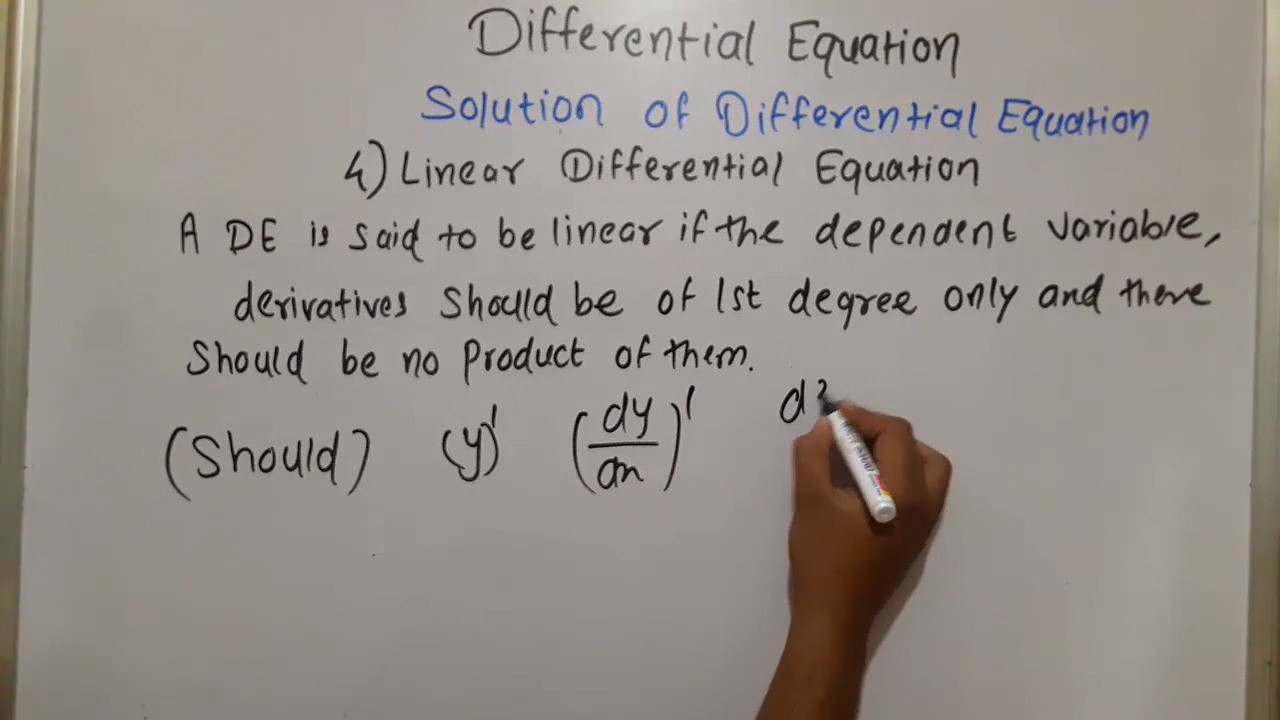 Differential Equation
Solution of Differential Equation
4) Linear Differential Equation
A DE is said to be linear if the dependent variable,
derivatives should be of 1st degree only and there
should be no product of them.
(Should) (y)¹ (dy/dx)¹ d²